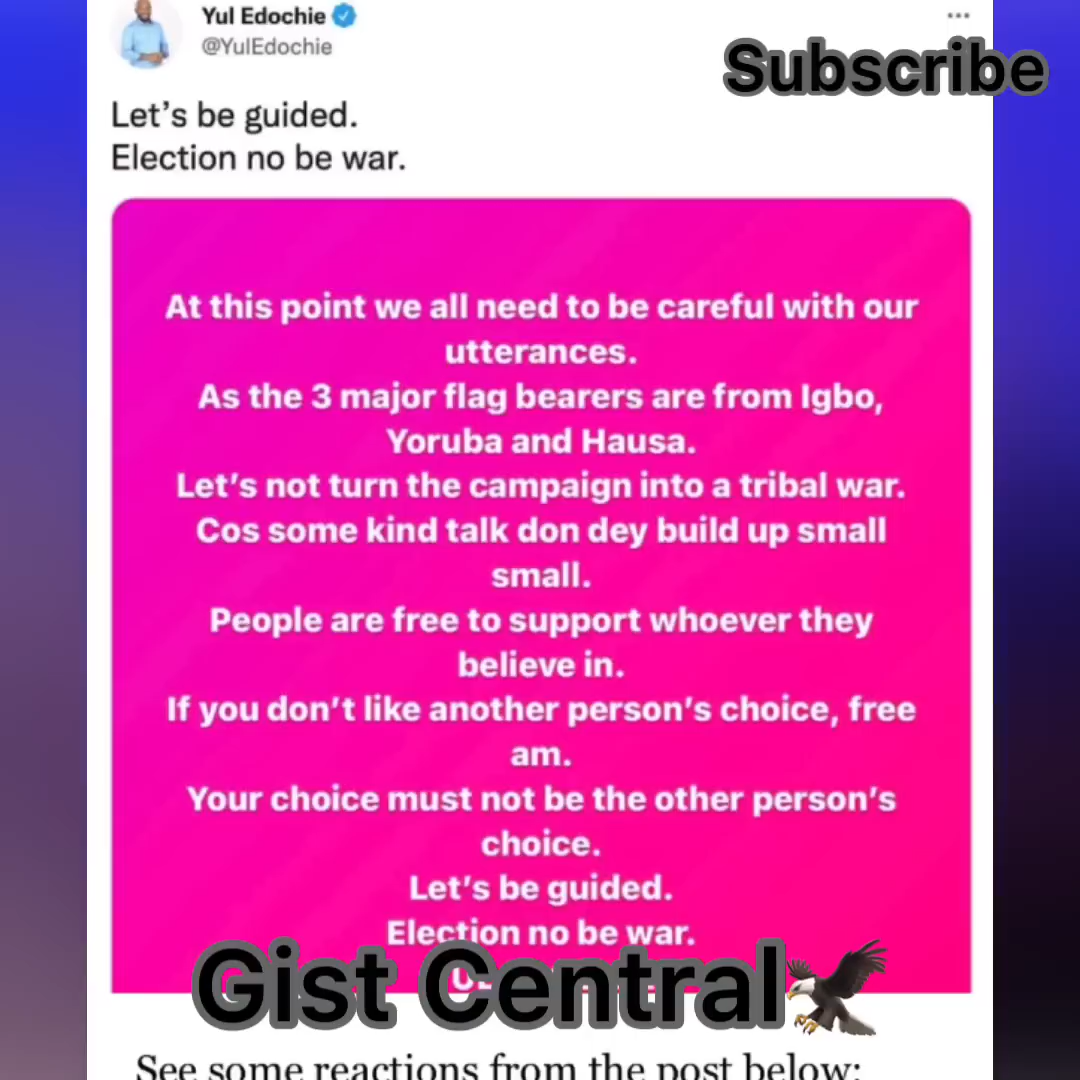 Yul Edochie
@YulEdochie
Subscribe
Let's be guided.
Election no be war.
At this point we all need to be careful with our
utterances.
As the 3 major flag bearers are from Igbo,
Yoruba and Hausa.
Let's not turn the campaign into a tribal war.
Cos some kind talk don dey build up small
small.
People are free to support whoever they
believe in.
If you don't like another person's choice, free
am.
Your choice must not be the other person's
choice.
Let's be guided.
Election no be war.
Gist Central
See some reactions from the post below: